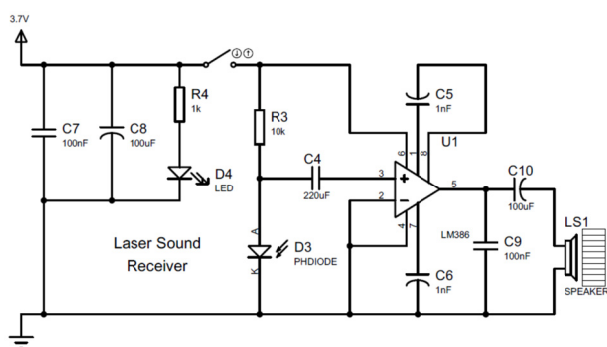 3.7V
C5
1nF
R4
1k
R3
10k
U1
C7
100nF
C8
100uF
6
1
8
C4
220uF
C10
100uF
D4
LED
3
2
5
A
K
4
7
LM386
LS1
Laser Sound
Receiver
D3
PHDIODE
C9
100nF
C6
1nF
SPEAKER